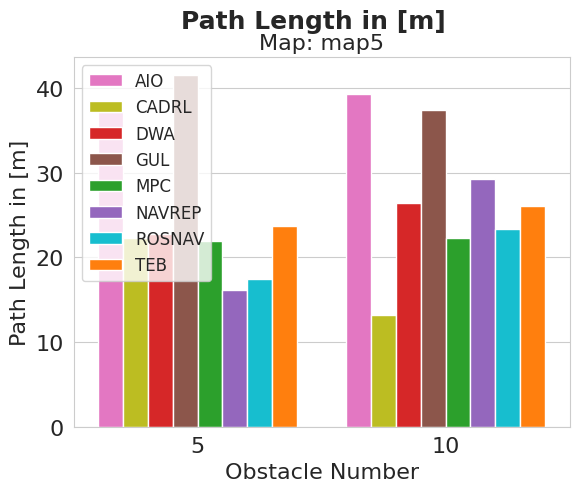 Path Length in [m]
Map: map5
Path Length in [m]
40
30
20
10
0
AIO
CADRL
DWA
GUL
MPC
NAVREP
ROSNAV
TEB
5
10
Obstacle Number